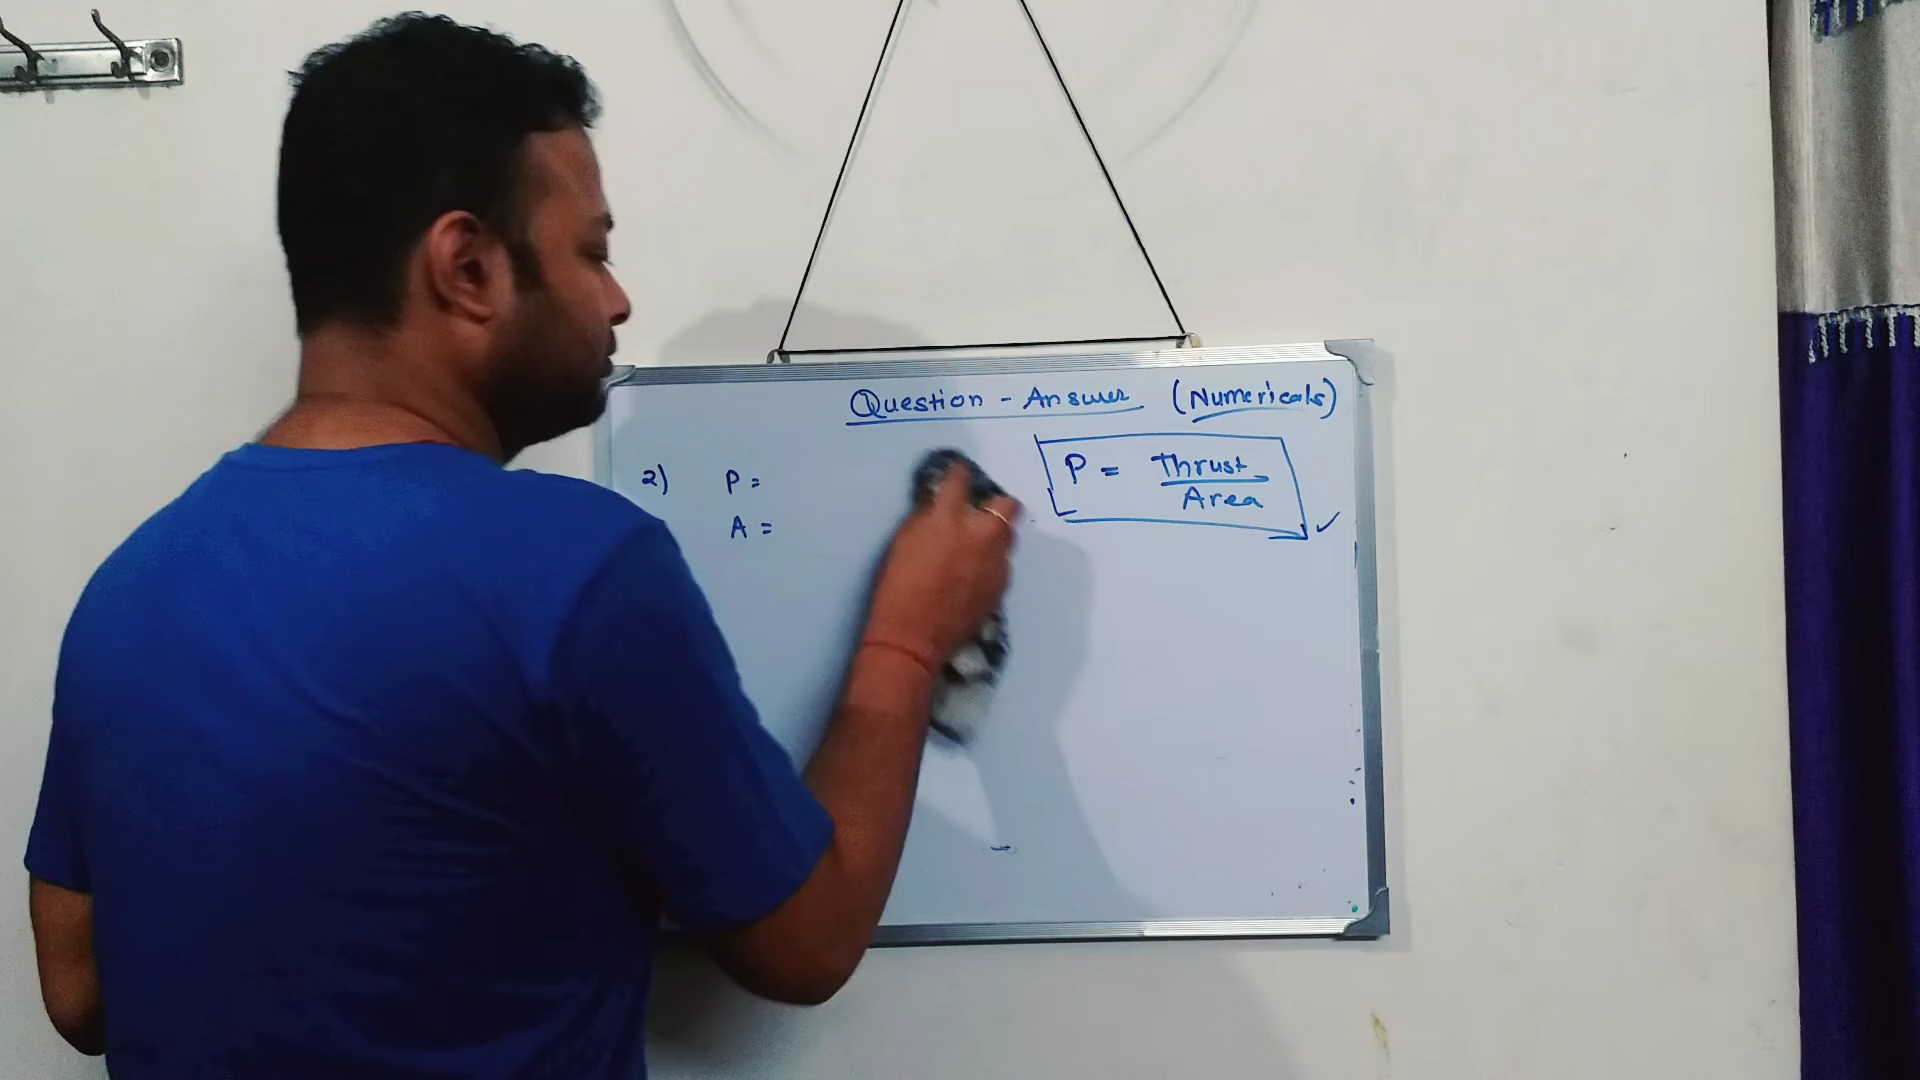 Question - Answer (Numericals)
2) P =
A =
P = Thrust
Area